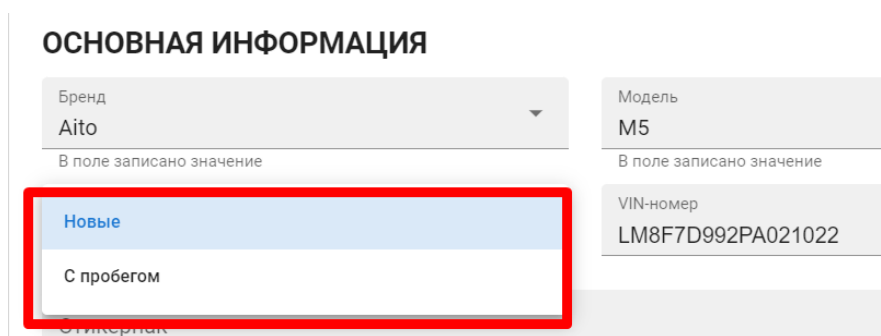 ОСНОВНАЯ ИНФОРМАЦИЯ
Бренд
Aito
В поле записано значение
Модель
M5
В поле записано значение
Новые
С пробегом
VIN-номер
LM8F7D992PA021022